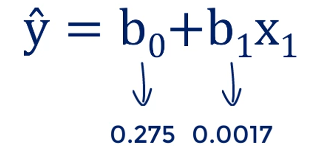 ŷ = b₀+b₁x₁
0.275 0.0017